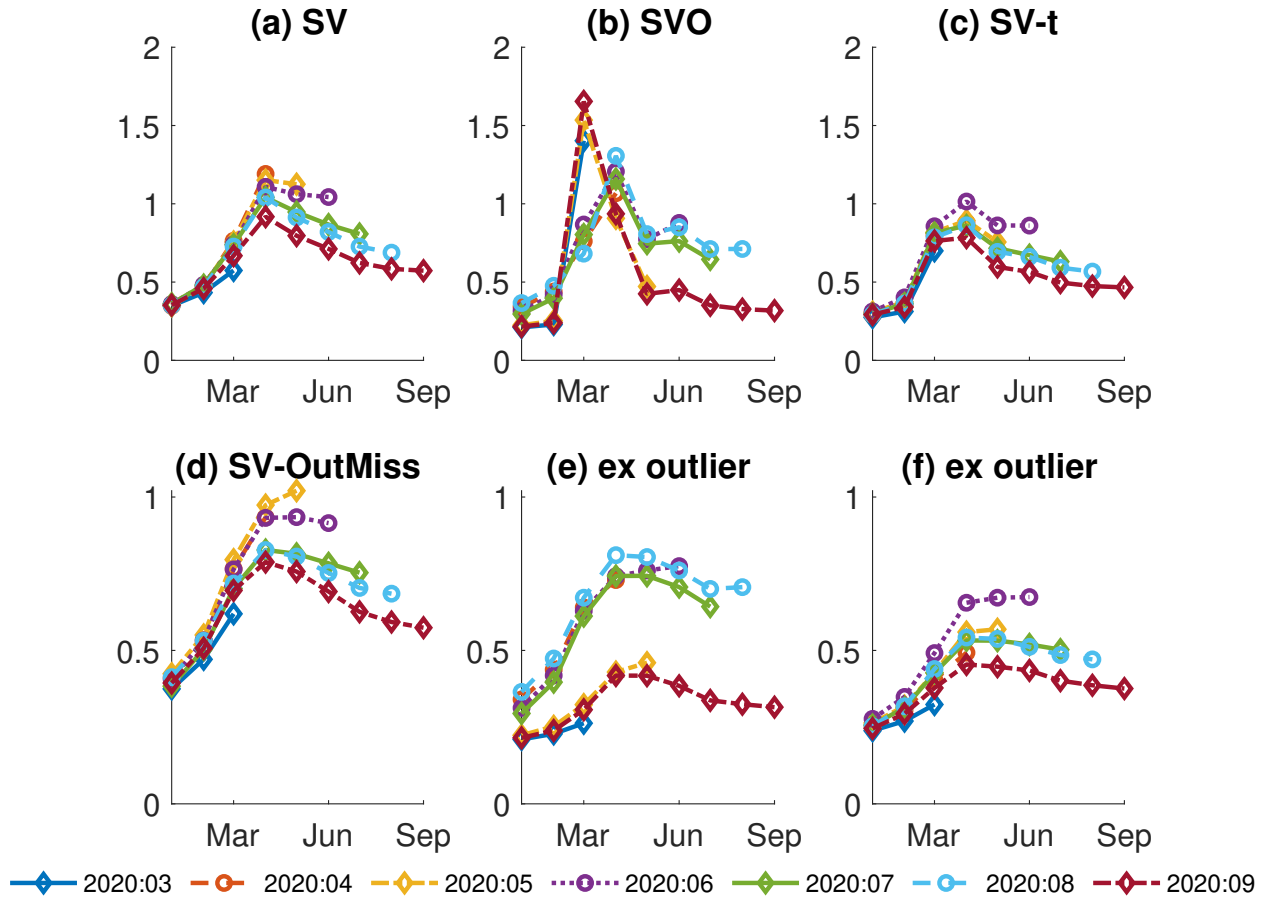 (a) SV (b) SVO (c) SV-t
2 2 2
1.5 1.5 1.5
1 1 1
0.5 0.5 0.5
0 0 0
Mar Jun Sep Mar Jun Sep Mar Jun Sep
(d) SV-OutMiss (e) ex outlier (f) ex outlier
1 1 1
0.5 0.5 0.5
0 0 0
Mar Jun Sep Mar Jun Sep Mar Jun Sep
2020:03 2020:04 2020:05 2020:06 2020:07 2020:08 2020:09